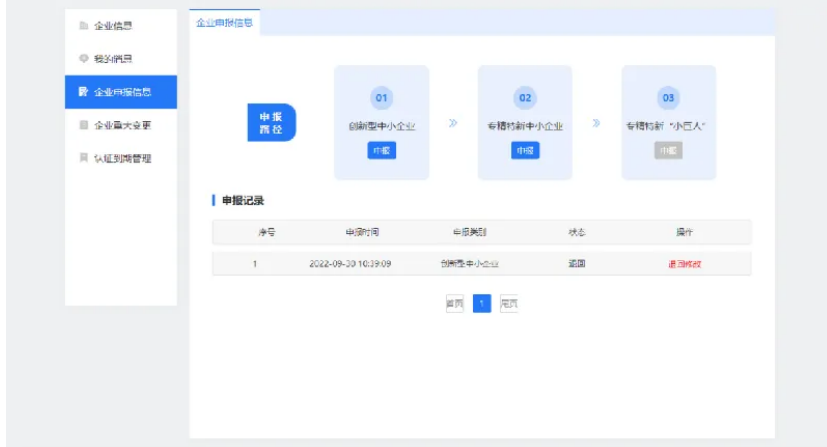 企业信息
我的消息
企业申报信息
企业重大变更
认证到期管理
企业申报信息
申报
路径
01
创新型中小企业
申报
02
专精特新中小企业
申报
03
专精特新“小巨人”
申报
申报记录
序号 申报时间 申报类别 状态 操作
1 2022-09-30 10:39:09 创新型中小企业 退回 退回修改
首页 1 尾页